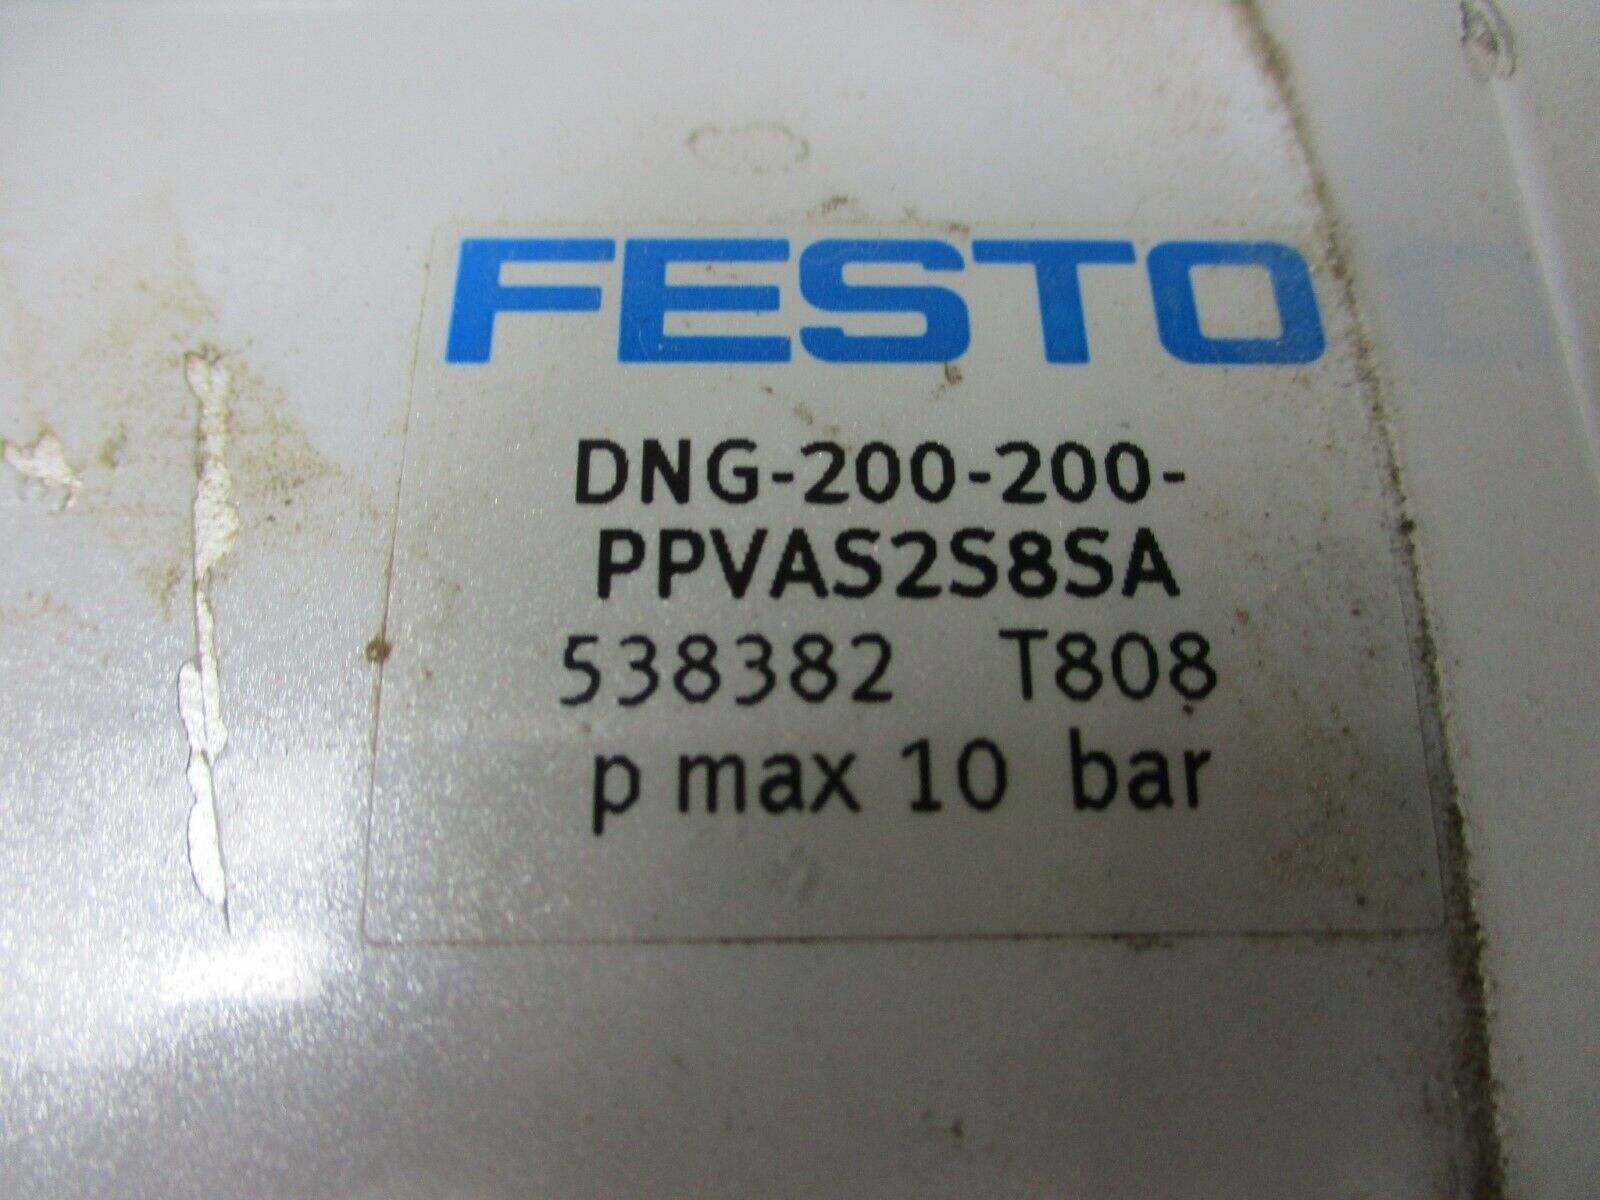 FESTO
DNG-200-200-
PPVAS2S8SA
538382 T808
p max 10 bar